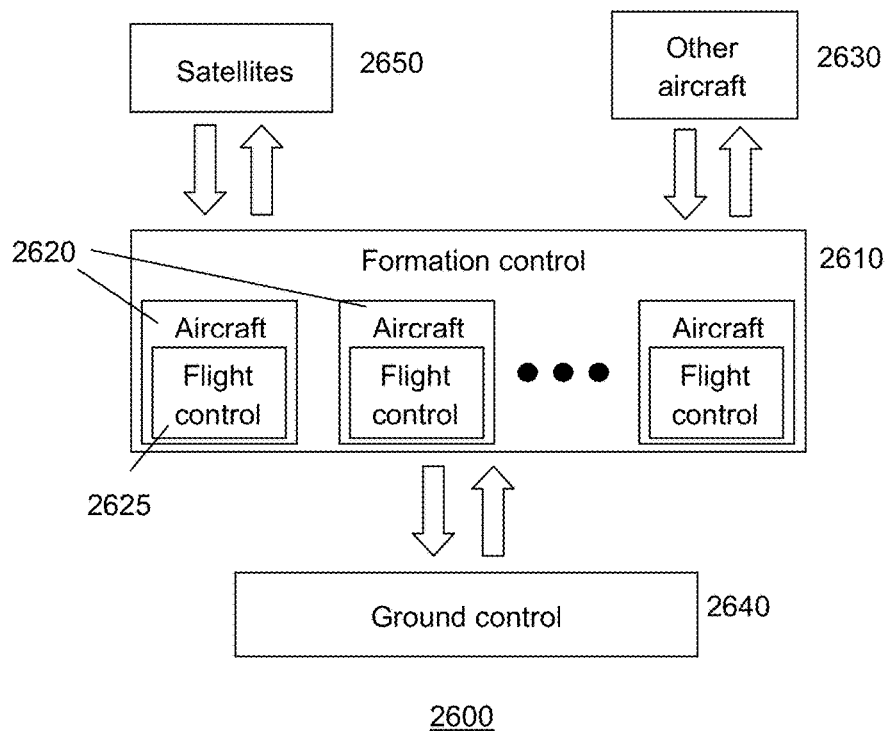 Satellites
2650
Other
aircraft
2630
2620
Formation control
2610
Aircraft
Flight
control
Aircraft
Flight
control
Aircraft
Flight
control
2625
Ground control
2640
2600